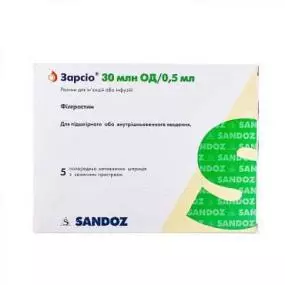 Зарсіо® 30 млн ОД/0,5 мл
Розчин для ін'єкцій або інфузій
Філграстим
Для підшкірного або внутрішньовенного введення.
5 попередньо наповнених шприців
з захисним пристроєм
SANDOZ